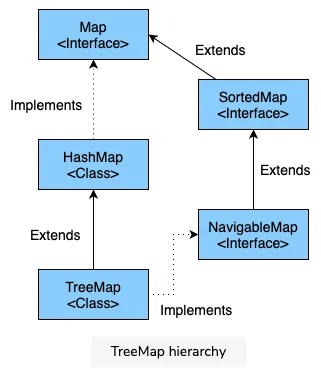 Map
<Interface>
Extends
SortedMap
<Interface>
Implements
HashMap
<Class>
Extends
NavigableMap
<Interface>
Extends
TreeMap
<Class>
Implements
TreeMap hierarchy